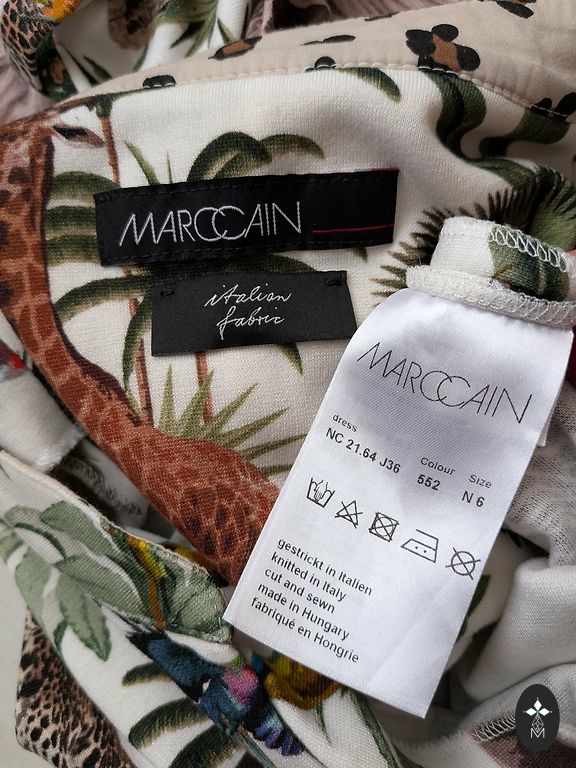 MARCCAIN
italian
fabric
MARCCAIN
dress Colour Size
NC 21.64 J36 552 N 6
gestrickt in Italien
knitted in Italy
cut and sewn
made in Hungary
fabriqué en Hongrie
M